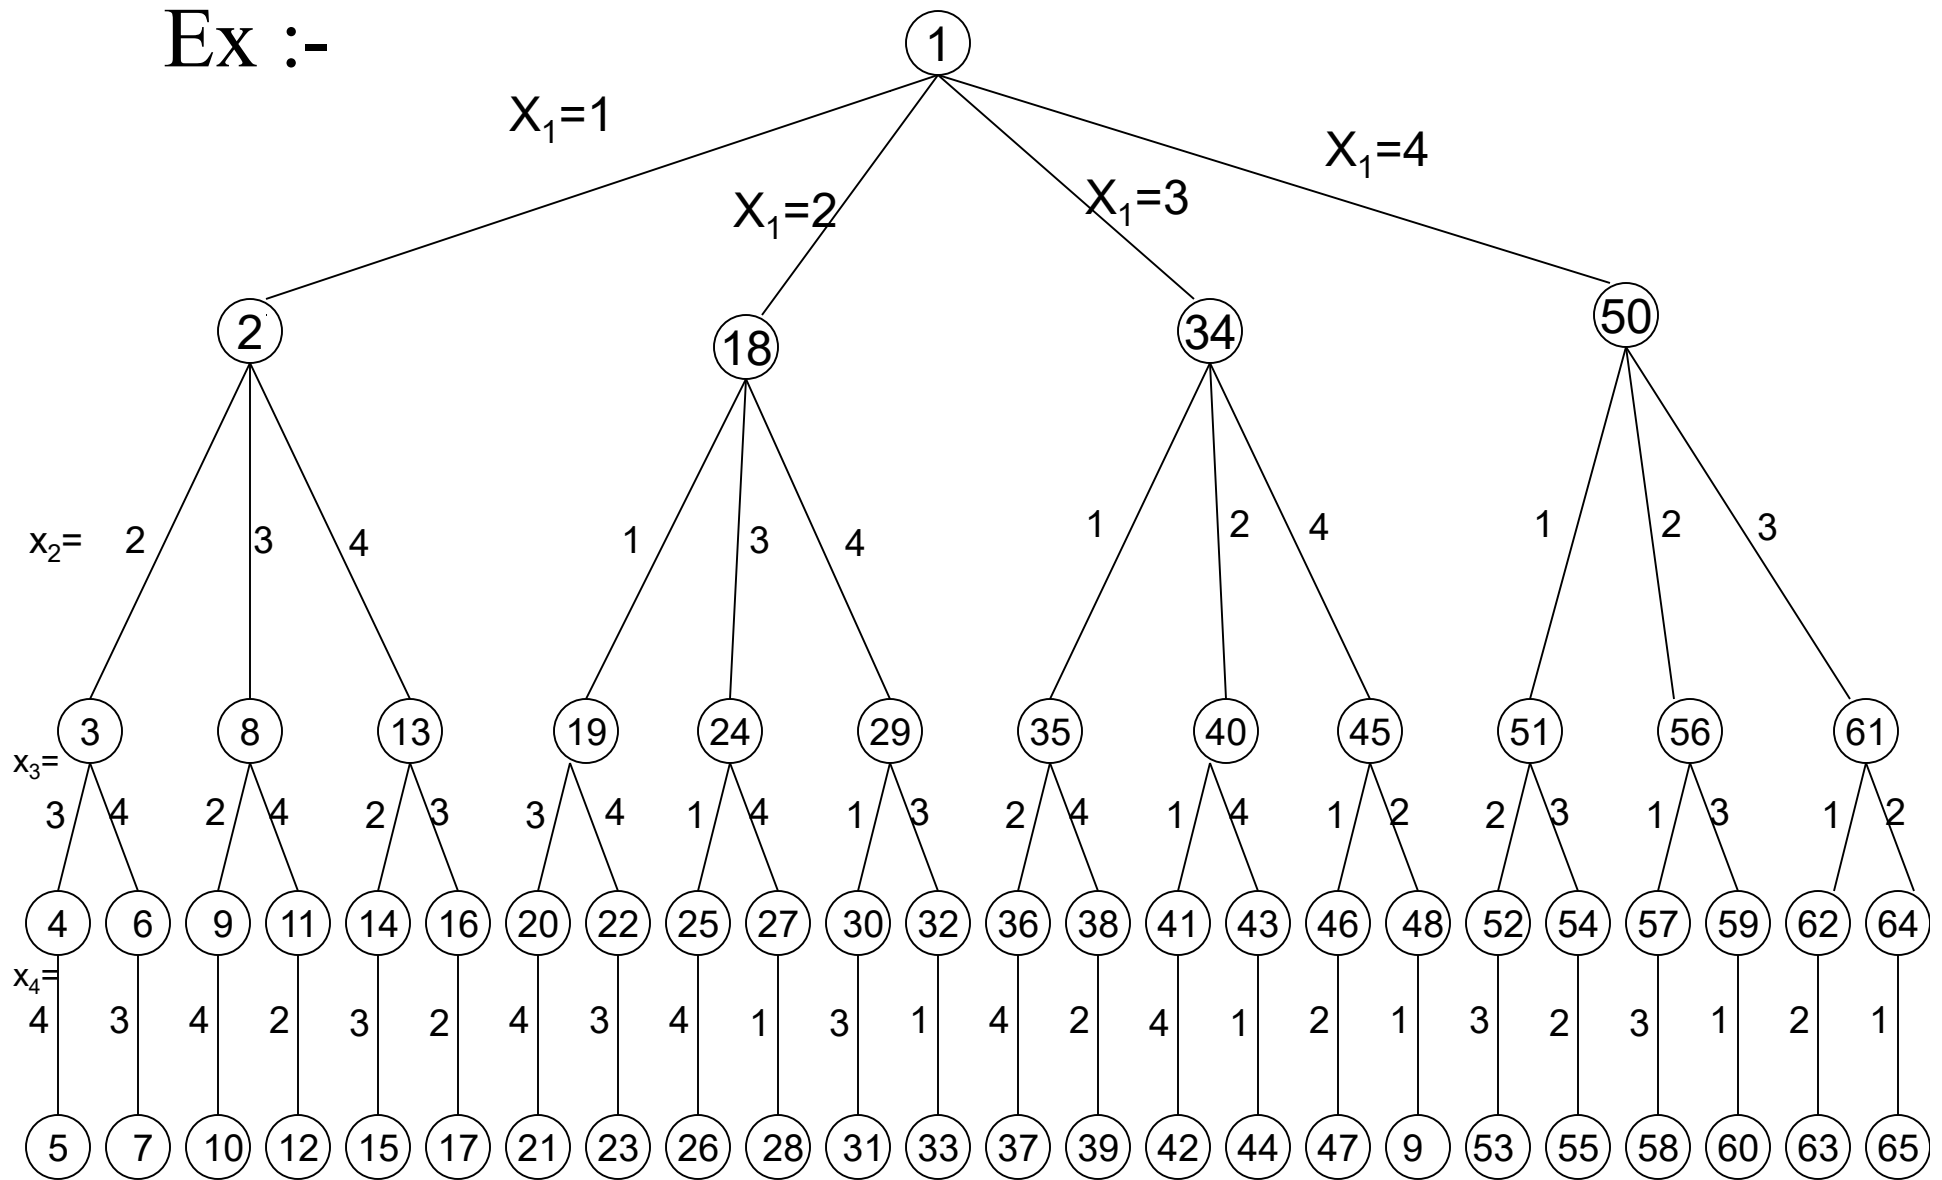 Ex :-
1
X₁=1
X₁=4
X₁=2
X₁=3
2 18 34 50
x₂= 2 3 4 1 3 4 1 2 4 1 2 3
3 8 13 19 24 29 35 40 45 51 56 61
x₃=
3 4 2 4 2 3 3 4 1 4 1 3 2 4 1 4 1 2 2 3 1 3 1 2
4 6 9 11 14 16 20 22 25 27 30 32 36 38 41 43 46 48 52 54 57 59 62 64
x₄=
4 3 4 2 3 2 4 3 4 1 3 1 4 2 4 1 2 1 3 2 3 1 2 1
5 7 10 12 15 17 21 23 26 28 31 33 37 39 42 44 47 9 53 55 58 60 63 65